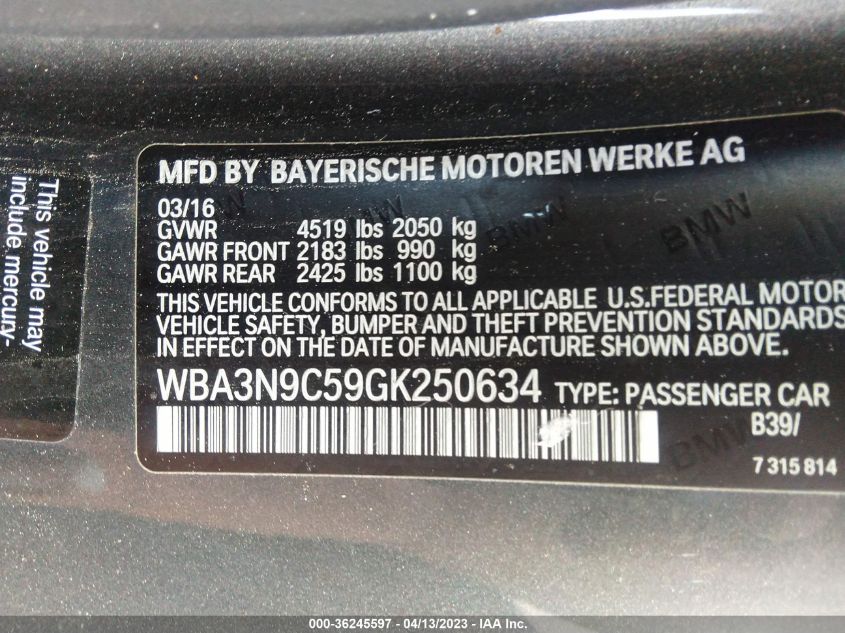 MFD BY BAYERISCHE MOTOREN WERKE AG
03/16
GVWR 4519 lbs 2050 kg
GAWR FRONT 2183 lbs 990 kg
GAWR REAR 2425 lbs 1100 kg
THIS VEHICLE CONFORMS TO ALL APPLICABLE U.S.FEDERAL MOTOR
VEHICLE SAFETY, BUMPER AND THEFT PREVENTION STANDARDS
IN EFFECT ON THE DATE OF MANUFACTURE SHOWN ABOVE.
WBA3N9C59GK250634 TYPE: PASSENGER CAR
B39/
7 315 814
BMW
BMW
This vehicle may
include mercury-
000-36245597 - 04/13/2023 - IAA Inc.